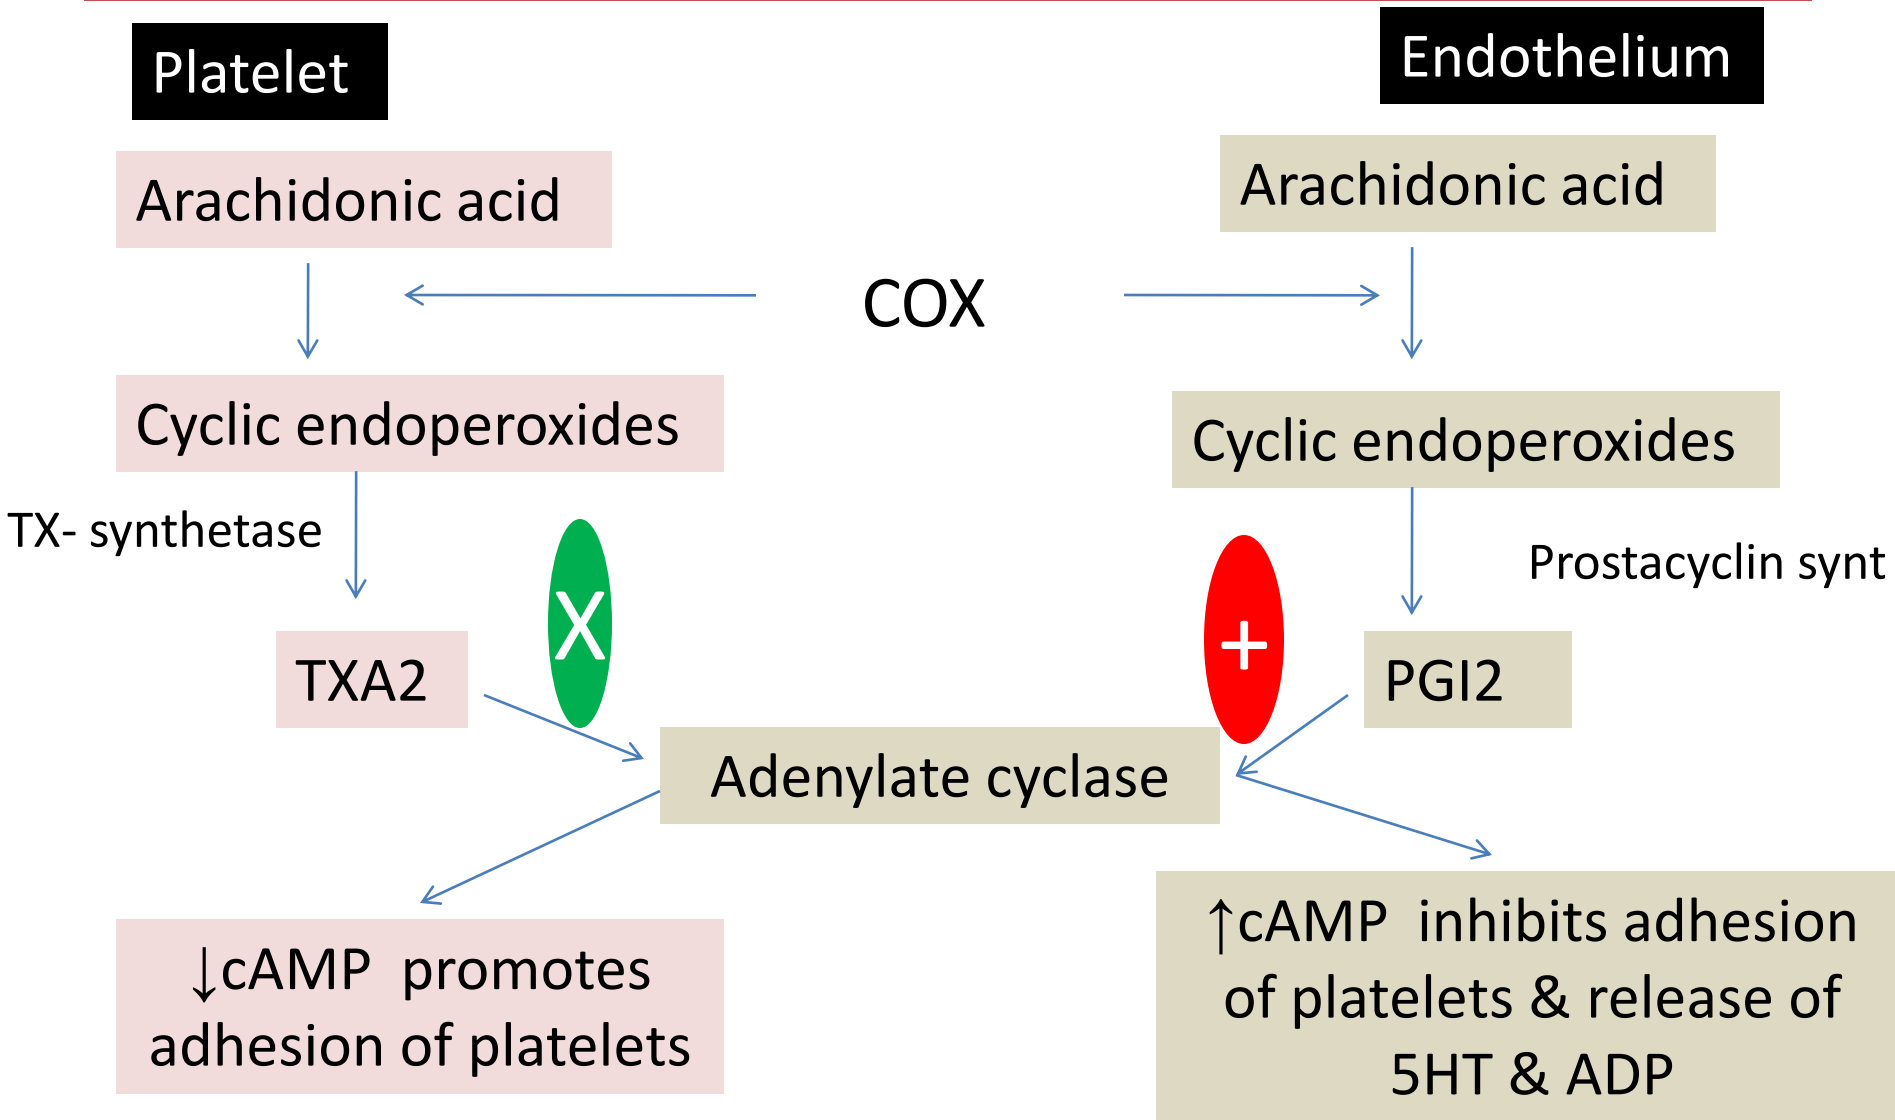 Platelet
Endothelium
Arachidonic acid
Arachidonic acid
COX
Cyclic endoperoxides
Cyclic endoperoxides
TX- synthetase
Prostacyclin synt
X
+
TXA2
PGI2
Adenylate cyclase
↓cAMP promotes
adhesion of platelets
↑cAMP inhibits adhesion
of platelets & release of
5HT & ADP